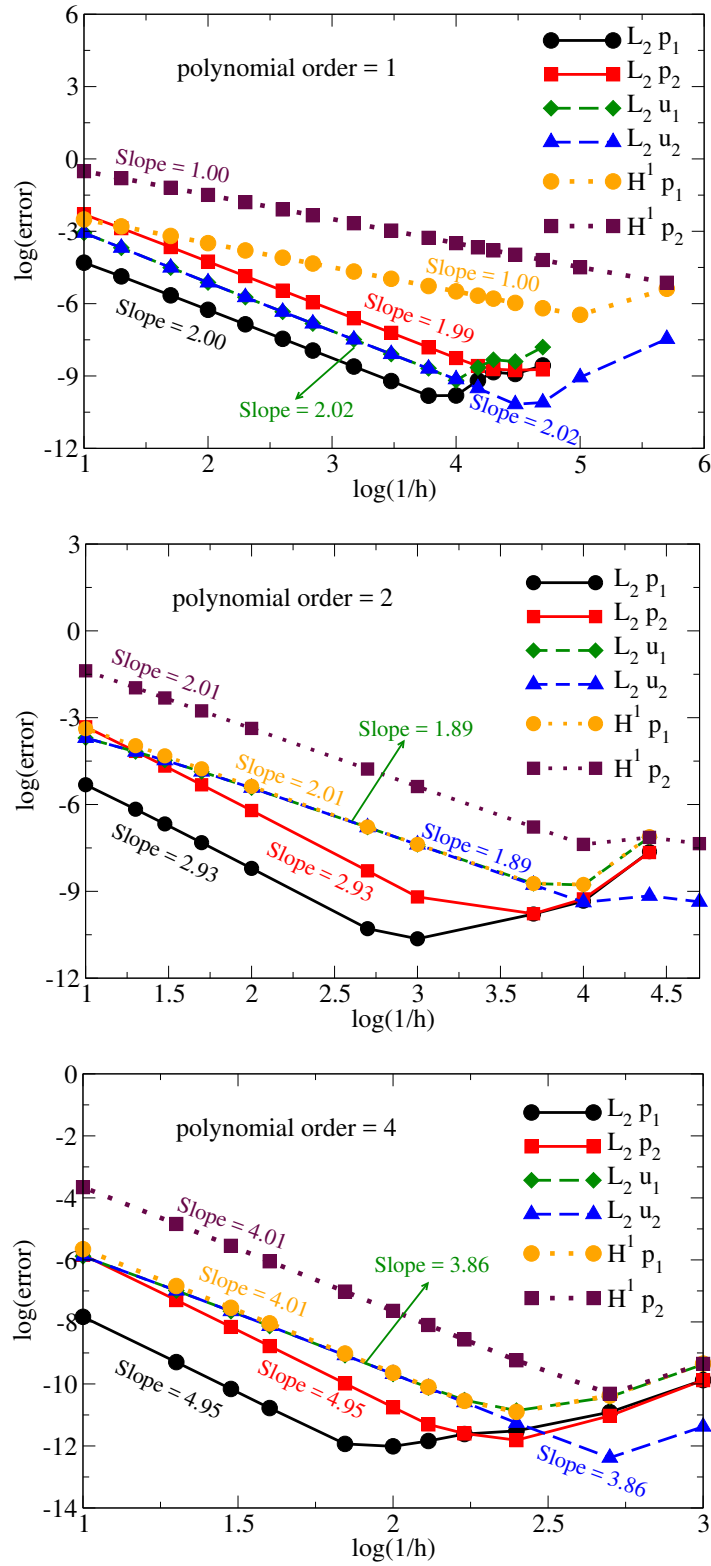 6
3
0
-3
-6
-9
-12
log(error)
polynomial order = 1
L₂ p₁
L₂ p₂
L₂ u₁
L₂ u₂
H¹ p₁
H¹ p₂
Slope = 1.00
Slope = 1.00
Slope = 1.99
Slope = 2.00
Slope = 2.02
Slope = 2.02
1 2 3 4 5 6
log(1/h)
3
0
-3
-6
-9
-12
log(error)
polynomial order = 2
L₂ p₁
L₂ p₂
L₂ u₁
L₂ u₂
H¹ p₁
H¹ p₂
Slope = 2.01
Slope = 1.89
Slope = 2.01
Slope = 1.89
Slope = 2.93
Slope = 2.93
1 1.5 2 2.5 3 3.5 4 4.5
log(1/h)
0
-2
-4
-6
-8
-10
-12
-14
log(error)
polynomial order = 4
L₂ p₁
L₂ p₂
L₂ u₁
L₂ u₂
H¹ p₁
H¹ p₂
Slope = 4.01
Slope = 3.86
Slope = 4.01
Slope = 4.95
Slope = 4.95
Slope = 3.86
1 1.5 2 2.5 3
log(1/h)